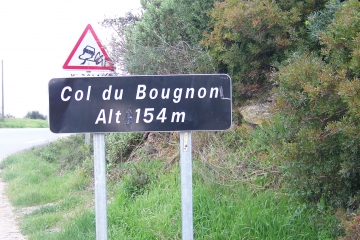 Col du Bougnon
Alt 154m